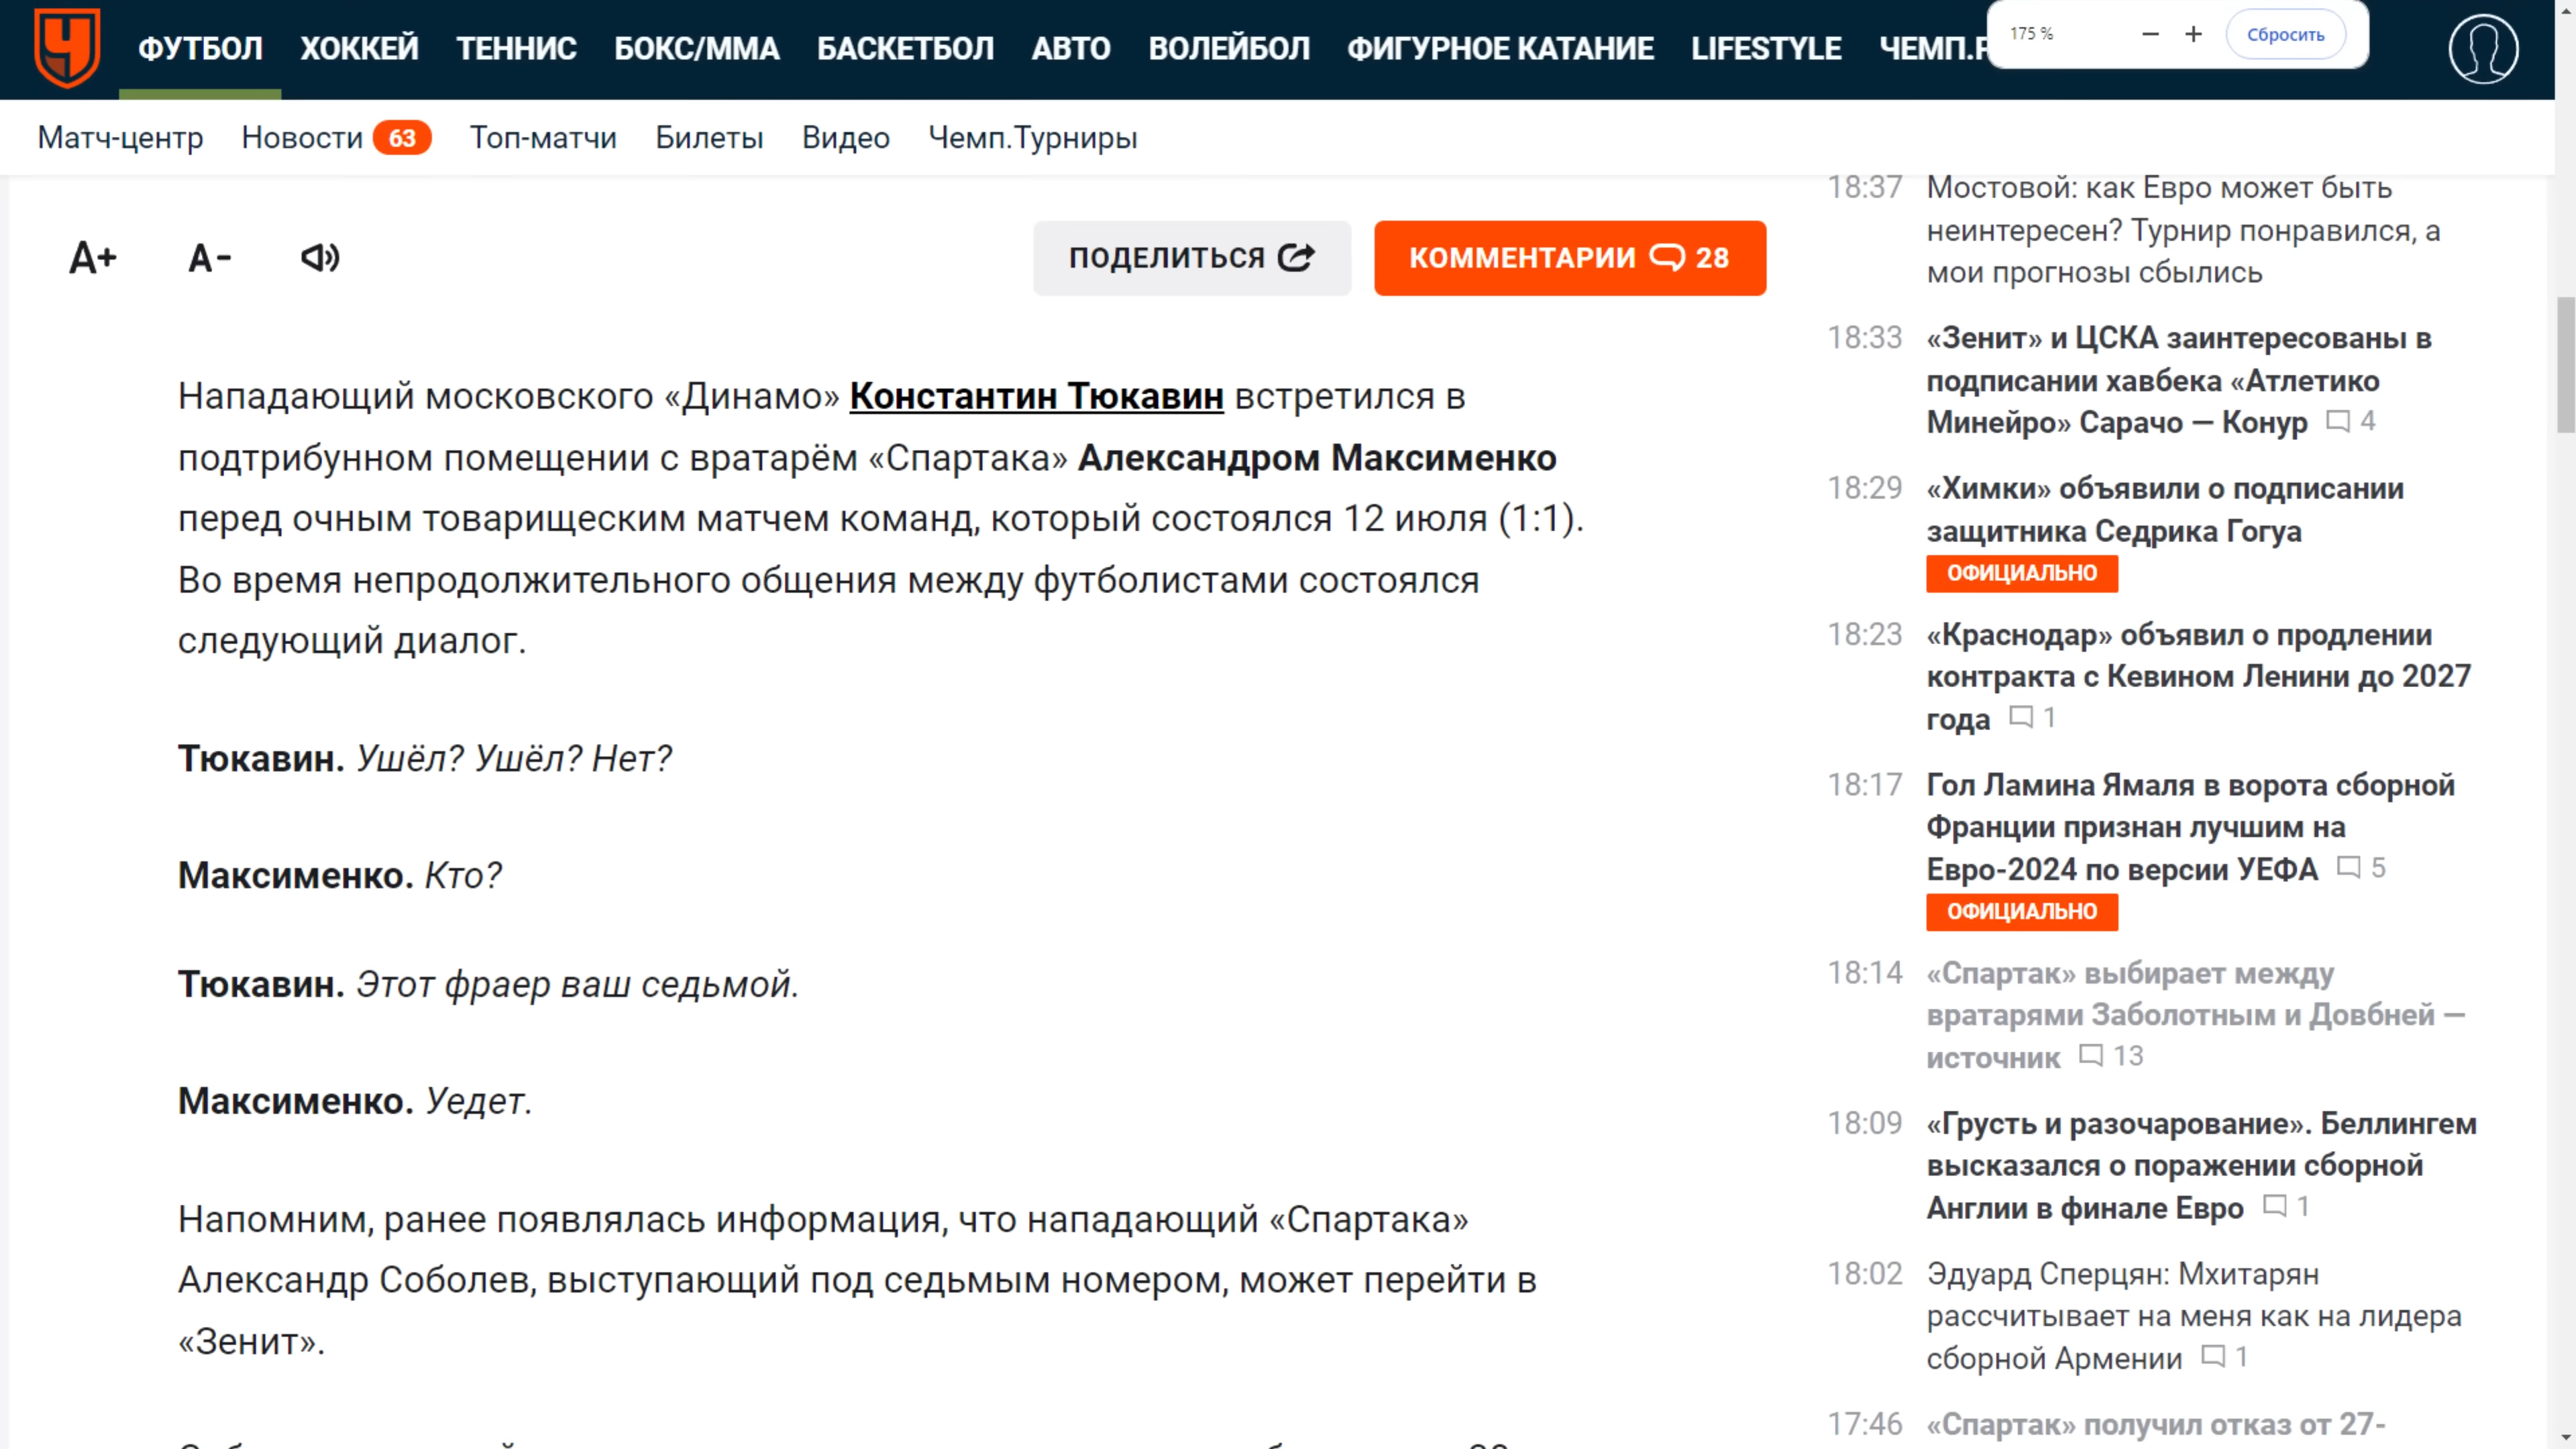 ФУТБОЛ ХОККЕЙ ТЕННИС БОКС/ММА БАСКЕТБОЛ АВТО ВОЛЕЙБОЛ ФИГУРНОЕ КАТАНИЕ LIFESTYLE
175 % − + Сбросить
Матч-центр Новости 63 Топ-матчи Билеты Видео Чемп.Турниры
A+ A- ПОДЕЛИТЬСЯ КОММЕНТАРИИ 28
Нападающий московского «Динамо» Константин Тюкавин встретился в
подтрибунном помещении с вратарём «Спартака» Александром Максименко
перед очным товарищеским матчем команд, который состоялся 12 июля (1:1).
Во время непродолжительного общения между футболистами состоялся
следующий диалог.
Тюкавин. Ушёл? Ушёл? Нет?
Максименко. Кто?
Тюкавин. Этот фраер ваш седьмой.
Максименко. Уедет.
Напомним, ранее появлялась информация, что нападающий «Спартака»
Александр Соболев, выступающий под седьмым номером, может перейти в
«Зенит».
18:37 Мостовой: как Евро может быть
неинтересен? Турнир понравился, а
мои прогнозы сбылись
18:33 «Зенит» и ЦСКА заинтересованы в
подписании хавбека «Атлетико
Минейро» Сарачо — Конур 4
18:29 «Химки» объявили о подписании
защитника Седрика Гогуа
ОФИЦИАЛЬНО
18:23 «Краснодар» объявил о продлении
контракта с Кевином Ленини до 2027
года 1
18:17 Гол Ламина Ямаля в ворота сборной
Франции признан лучшим на
Евро-2024 по версии УЕФА 5
ОФИЦИАЛЬНО
18:14 «Спартак» выбирает между
вратарями Заболотным и Довбней —
источник 13
18:09 «Грусть и разочарование». Беллингем
высказался о поражении сборной
Англии в финале Евро 1
18:02 Эдуард Сперцян: Мхитарян
рассчитывает на меня как на лидера
сборной Армении 1
17:46 «Спартак» получил отказ от 27-